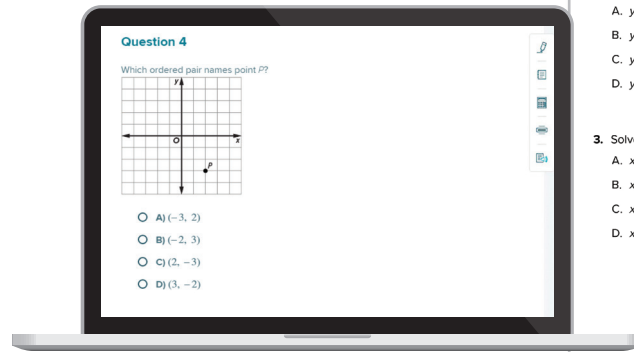 Question 4
Which ordered pair names point P?
y
O
x
P
A) (−3, 2)
B) (−2, 3)
C) (2, −3)
D) (3, −2)
A. y
B. y
C. y
D. y
3. Solv
A. x
B. x
C. x
D. x